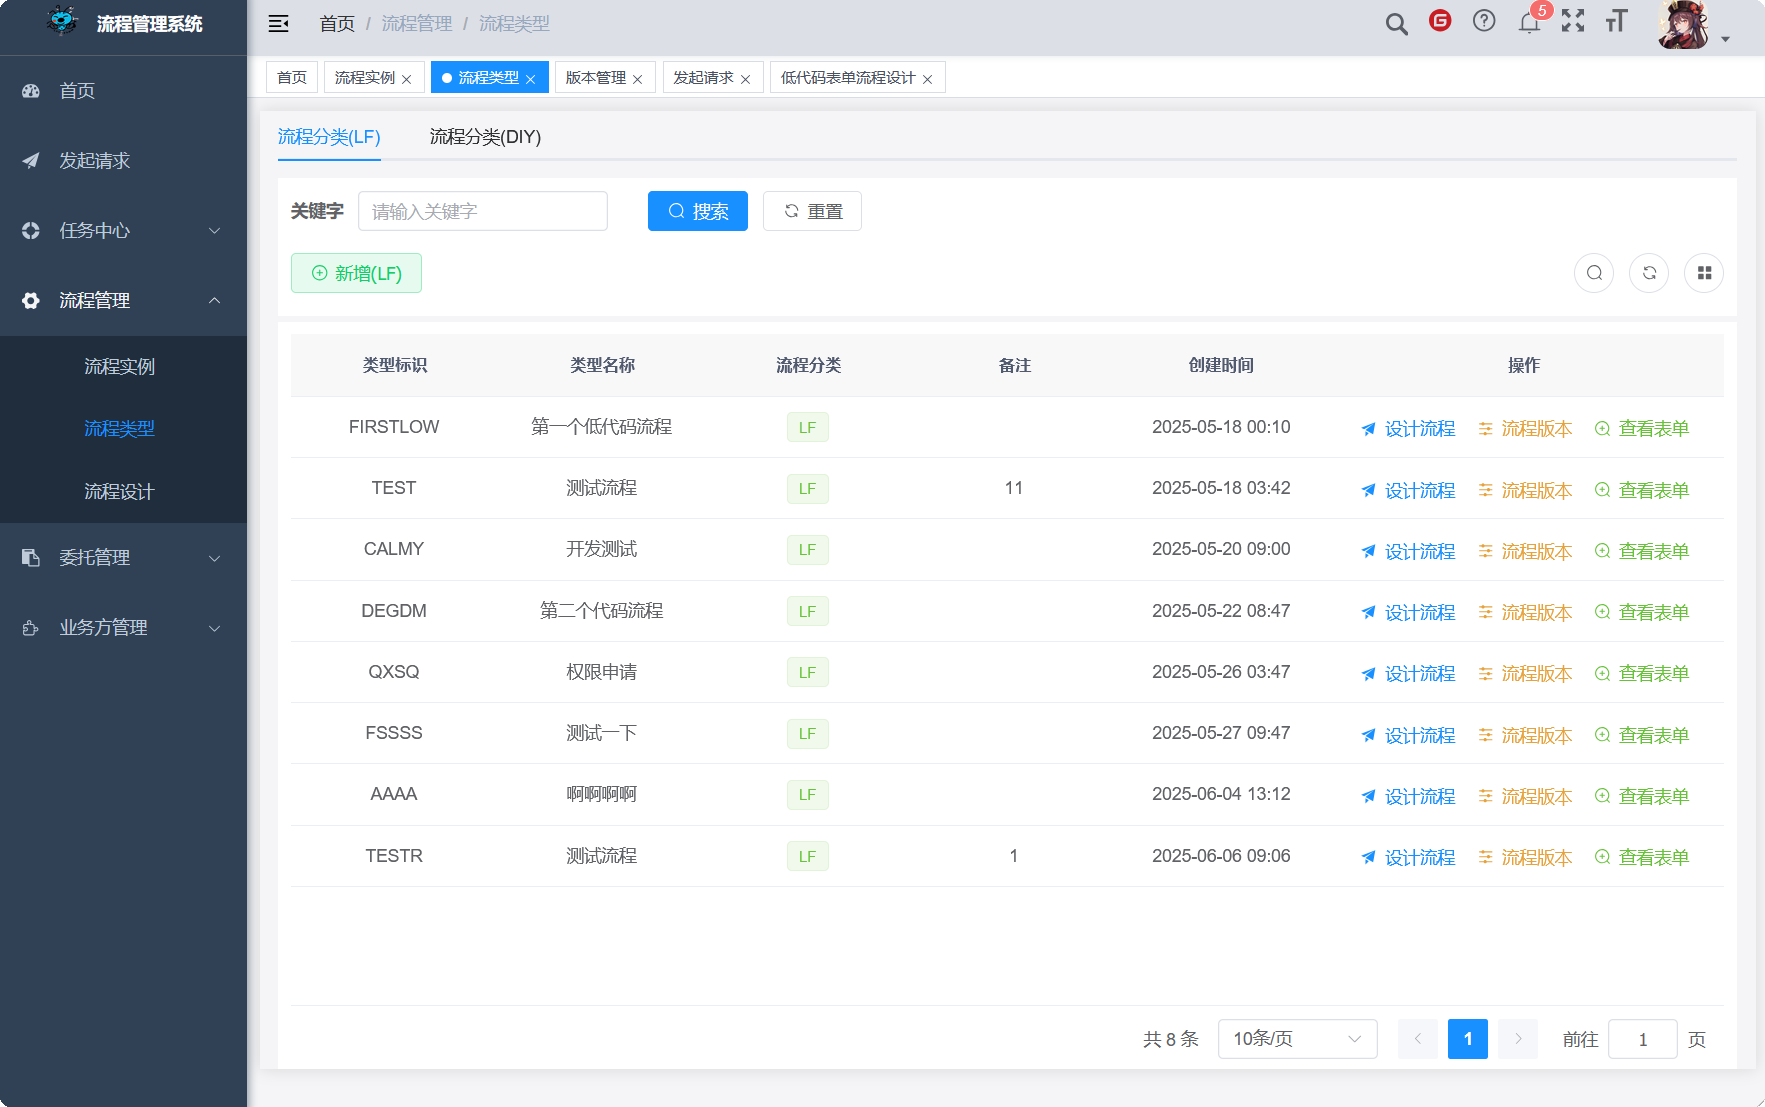 流程管理系统
首页 / 流程管理 / 流程类型
5
首页
流程实例
流程类型
版本管理
发起请求
低代码表单流程设计
首页
发起请求
任务中心
流程管理
流程实例
流程类型
流程设计
委托管理
业务方管理
流程分类(LF) 流程分类(DIY)
关键字 请输入关键字 搜索 重置
新增(LF)
类型标识 类型名称 流程分类 备注 创建时间 操作
FIRSTLOW 第一个低代码流程 LF 2025-05-18 00:10 设计流程 流程版本 查看表单
TEST 测试流程 LF 11 2025-05-18 03:42 设计流程 流程版本 查看表单
CALMY 开发测试 LF 2025-05-20 09:00 设计流程 流程版本 查看表单
DEGDM 第二个代码流程 LF 2025-05-22 08:47 设计流程 流程版本 查看表单
QXSQ 权限申请 LF 2025-05-26 03:47 设计流程 流程版本 查看表单
FSSSS 测试一下 LF 2025-05-27 09:47 设计流程 流程版本 查看表单
AAAA 啊啊啊啊 LF 2025-06-04 13:12 设计流程 流程版本 查看表单
TESTR 测试流程 LF 1 2025-06-06 09:06 设计流程 流程版本 查看表单
共 8 条 10条/页 1 前往 1 页